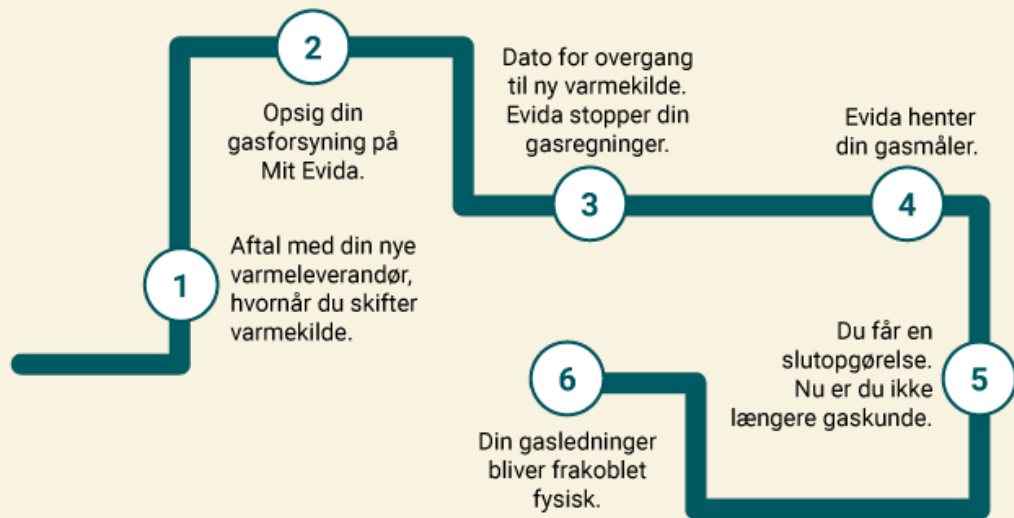 1
Aftal med din nye
varmeleverandør,
hvornår du skifter
varmekilde.
2
Opsig din
gasforsyning på
Mit Evida.
Dato for overgang
til ny varmekilde.
Evida stopper din
gasregninger.
3
Evida henter
din gasmåler.
4
Du får en
slutopgørelse.
Nu er du ikke
længere gaskunde.
5
6
Din gasledninger
bliver frakoblet
fysisk.